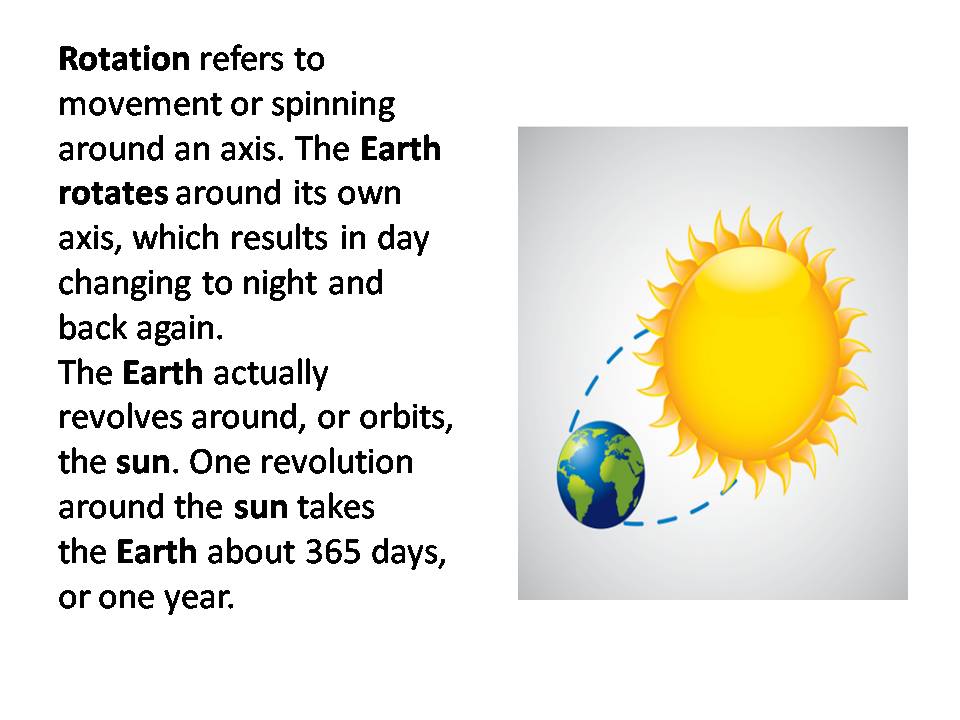 Rotation refers to
movement or spinning
around an axis. The Earth
rotates around its own
axis, which results in day
changing to night and
back again.
The Earth actually
revolves around, or orbits,
the sun. One revolution
around the sun takes
the Earth about 365 days,
or one year.